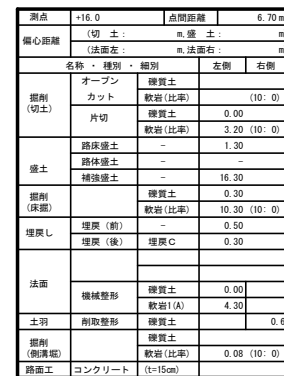 測点 +16.0 点間距離 6.70 m
偏心距離 (切 土: m,盛 土: m
(法面左: m,法面右: m
名称 ・ 種別 ・ 細別 左側 右側
掘削(切土) オープンカット 礫質土
軟岩(比率) (10: 0)
片切 礫質土 0.00
軟岩(比率) 3.20 (10: 0)
盛土 路床盛土 - 1.30
路体盛土 - -
補強盛土 - 16.30
掘削(床掘) 礫質土 0.30
軟岩(比率) 10.30 (10: 0)
埋戻し 埋戻(前) - 0.50
埋戻(後) 埋戻C 0.30
法面 機械整形 礫質土 0.00
軟岩1(A) 4.30
土羽 削取整形 礫質土 0.6
掘削(側溝堀) 礫質土
軟岩(比率) 0.08 (10: 0)
路面工 コンクリート (t=15cm)